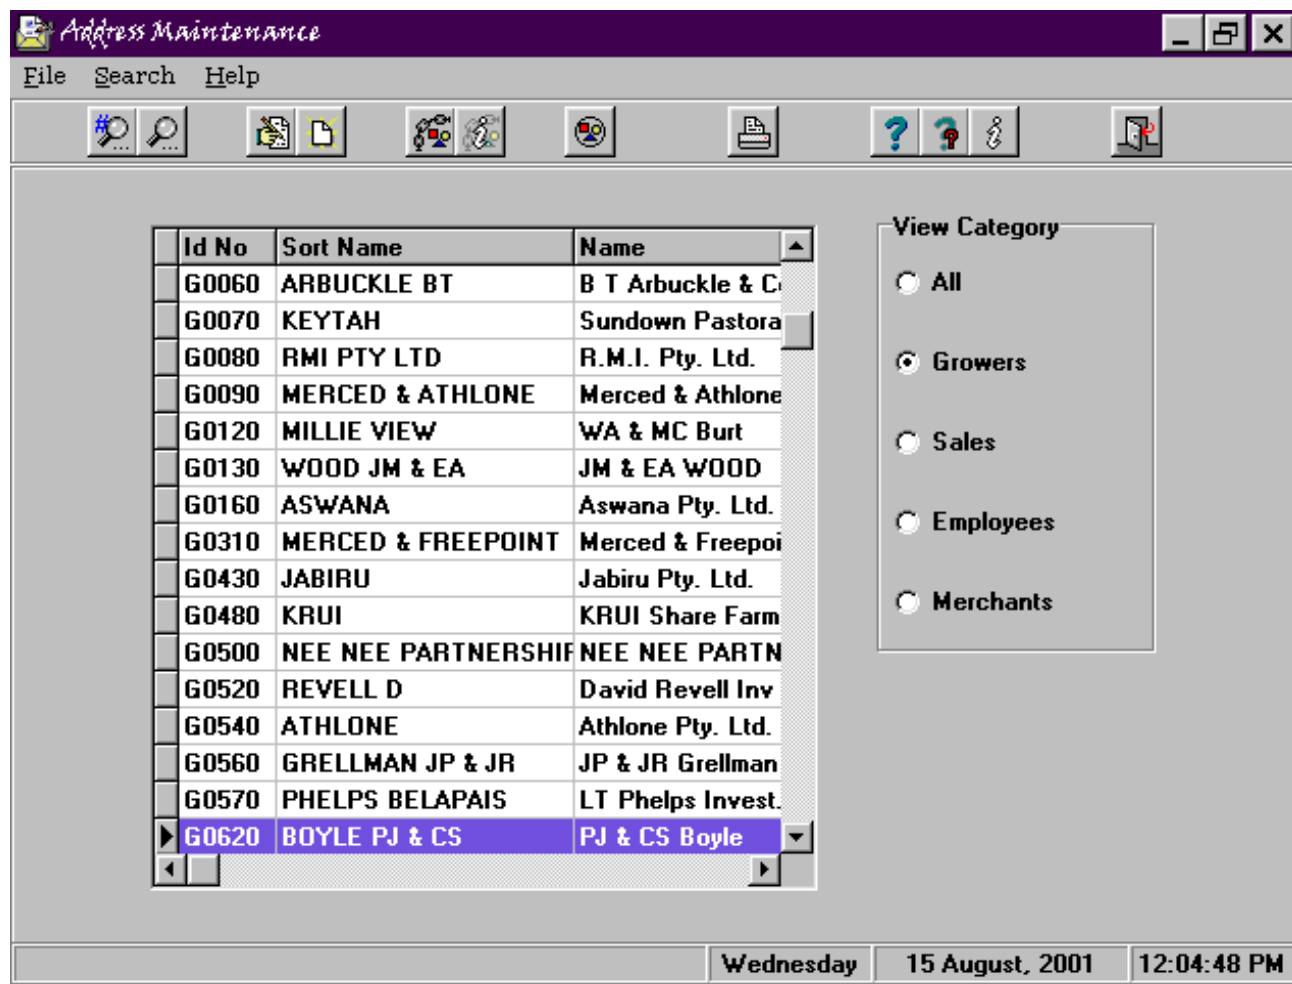 Address Maintenance
File Search Help
Id No Sort Name Name
G0060 ARBUCKLE BT B T Arbuckle &
G0070 KEYTAH Sundown Pastora
G0080 RMI PTY LTD R.M.I. Pty. Ltd.
G0090 MERCED & ATHLONE Merced & Athlone
G0120 MILLIE VIEW WA & MC Burt
G0130 WOOD JM & EA JM & EA WOOD
G0160 ASWANA Aswana Pty. Ltd.
G0310 MERCED & FREEPOINT Merced & Freepoi
G0430 JABIRU Jabiru Pty. Ltd.
G0480 KRUI KRUI Share Farm
G0500 NEE NEE PARTNERSHIP NEE NEE PARTN
G0520 REVELL D David Revell Inv
G0540 ATHLONE Athlone Pty. Ltd.
G0560 GRELLMAN JP & JR JP & JR Grellman
G0570 PHELPS BELAPAIS LT Phelps Invest.
G0620 BOYLE PJ & CS PJ & CS Boyle
View Category
All
Growers
Sales
Employees
Merchants
Wednesday 15 August, 2001 12:04:48 PM